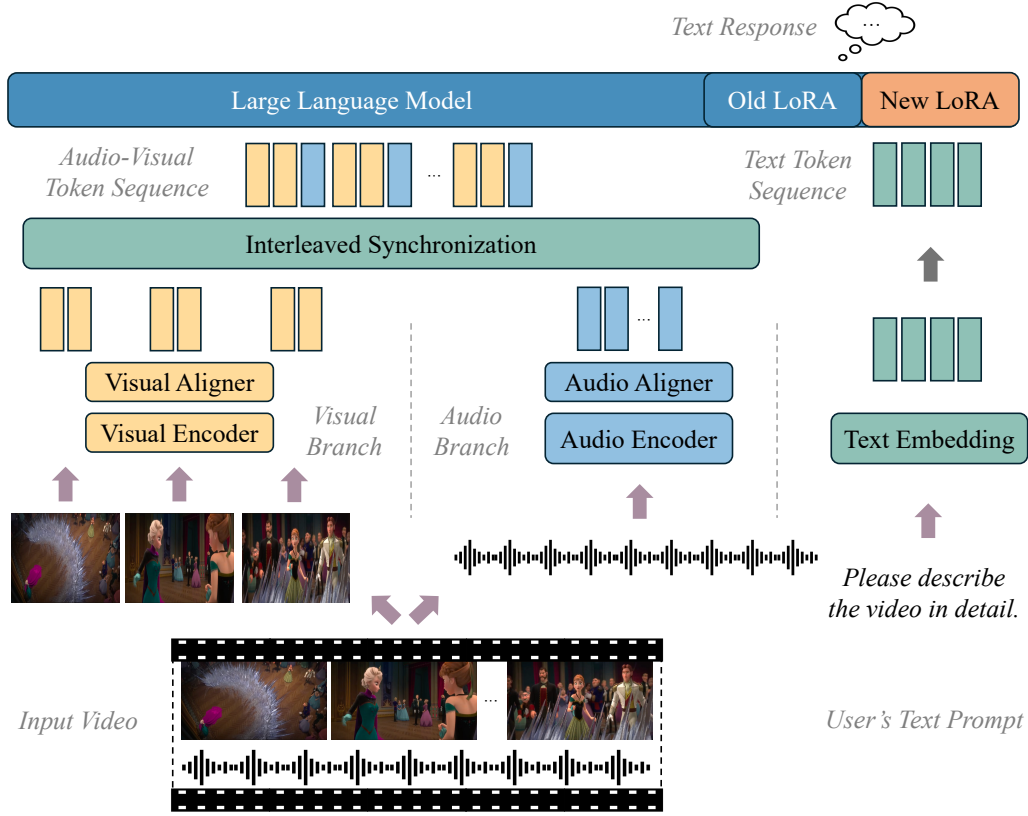 Text Response
...
Large Language Model
Old LoRA
New LoRA
Audio-Visual
Token Sequence
...
Text Token
Sequence
Interleaved Synchronization
...
Visual Aligner
Visual Encoder
Visual
Branch
Audio
Branch
Audio Aligner
Audio Encoder
Text Embedding
Please describe
the video in detail.
Input Video
...
User's Text Prompt